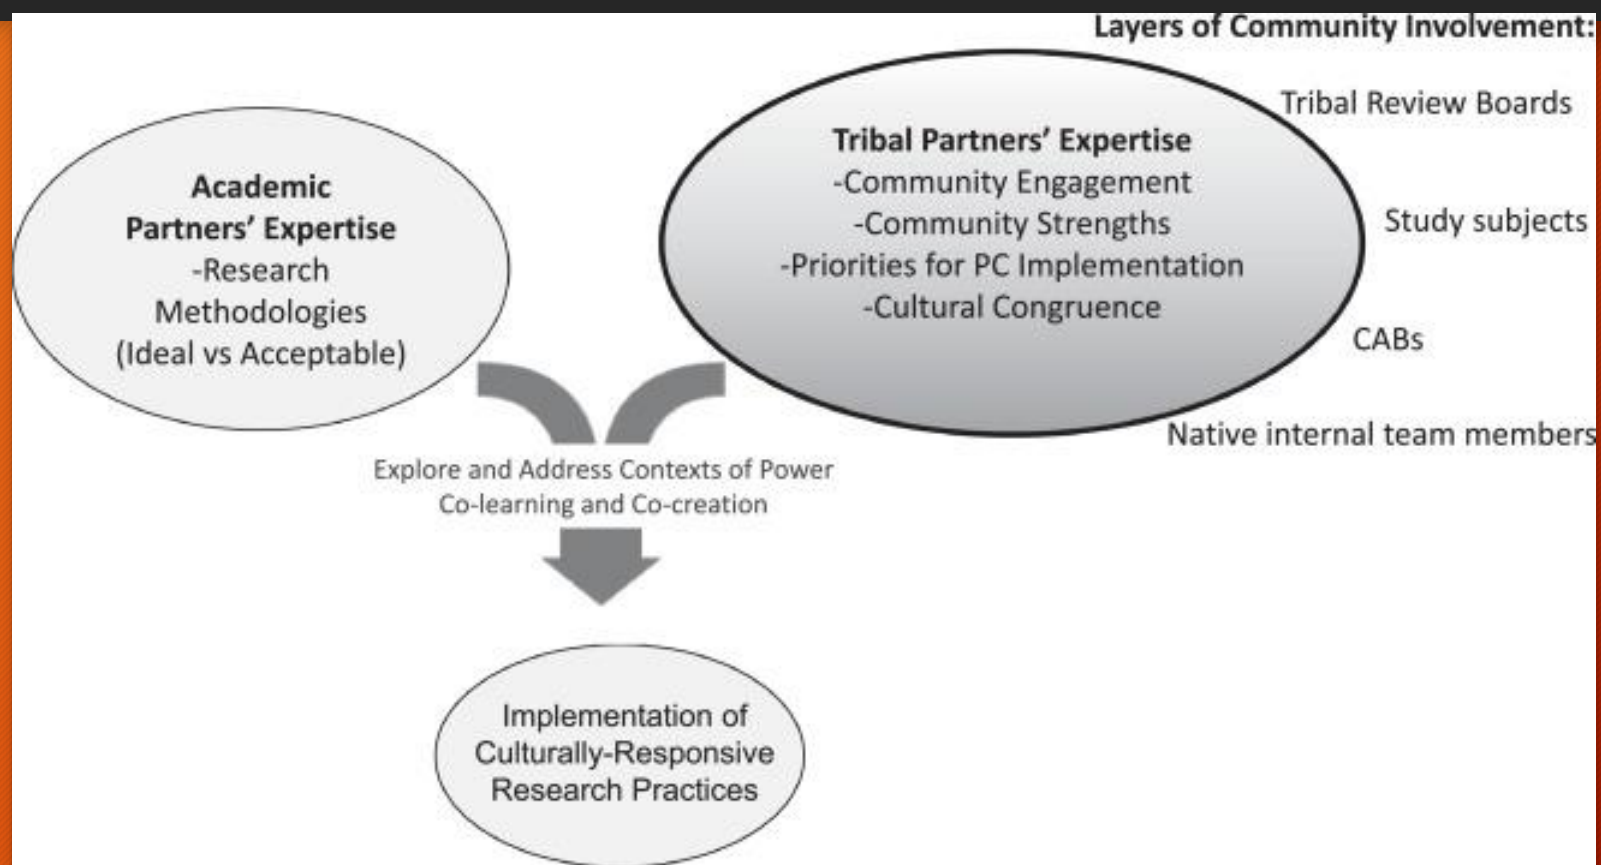 Layers of Community Involvement:
Tribal Review Boards
Study subjects
CABs
Native internal team members
Academic
Partners’ Expertise
-Research
Methodologies
(Ideal vs Acceptable)
Tribal Partners’ Expertise
-Community Engagement
-Community Strengths
-Priorities for PC Implementation
-Cultural Congruence
Explore and Address Contexts of Power
Co-learning and Co-creation
Implementation of
Culturally-Responsive
Research Practices